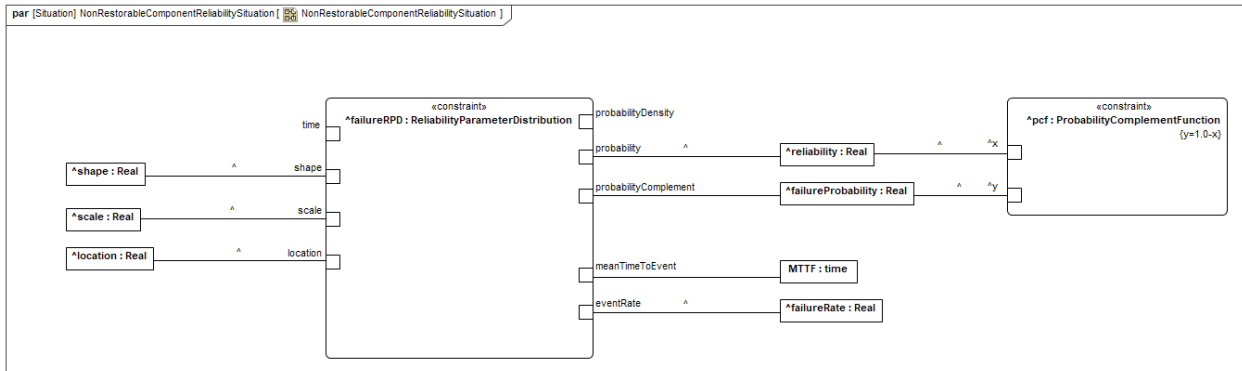 par [Situation] NonRestorableComponentReliabilitySituation [ NonRestorableComponentReliabilitySituation ]
«constraint»
^failureRPD : ReliabilityParameterDistribution
time
shape
scale
location
^shape : Real
^
^scale : Real
^
^location : Real
^
probabilityDensity
probability
^
^reliability : Real
^
^x
probabilityComplement
^failureProbability : Real
^
^y
meanTimeToEvent
MTTF : time
eventRate
^
^failureRate : Real
«constraint»
^pcf : ProbabilityComplementFunction
{y=1.0-x}